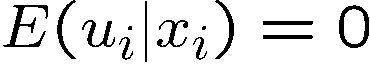 E(u_i|x_i) = 0